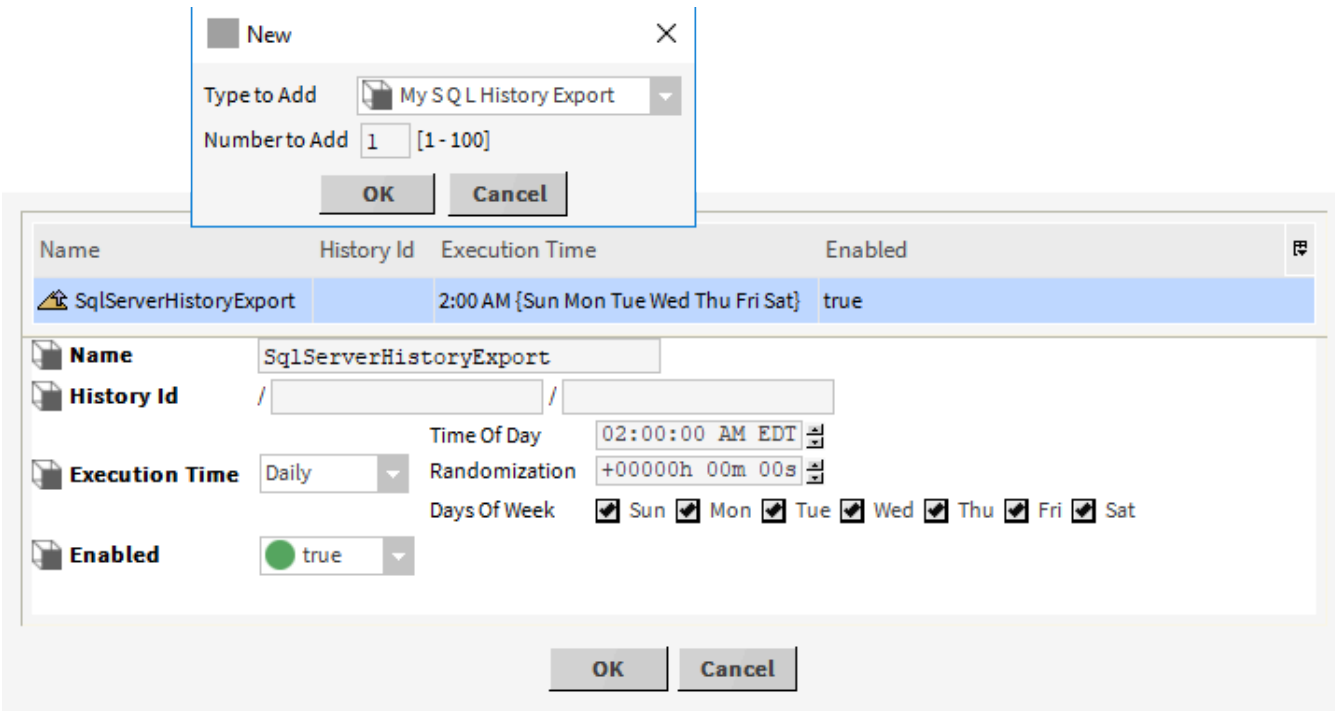 New
Type to Add My S Q L History Export
Number to Add 1 [1 - 100]
OK Cancel
Name History Id Execution Time Enabled
SqlServerHistoryExport 2:00 AM {Sun Mon Tue Wed Thu Fri Sat} true
Name SqlServerHistoryExport
History Id / /
Time Of Day 02:00:00 AM EDT
Execution Time Daily Randomization +00000h 00m 00s
Days Of Week Sun Mon Tue Wed Thu Fri Sat
Enabled true
OK Cancel